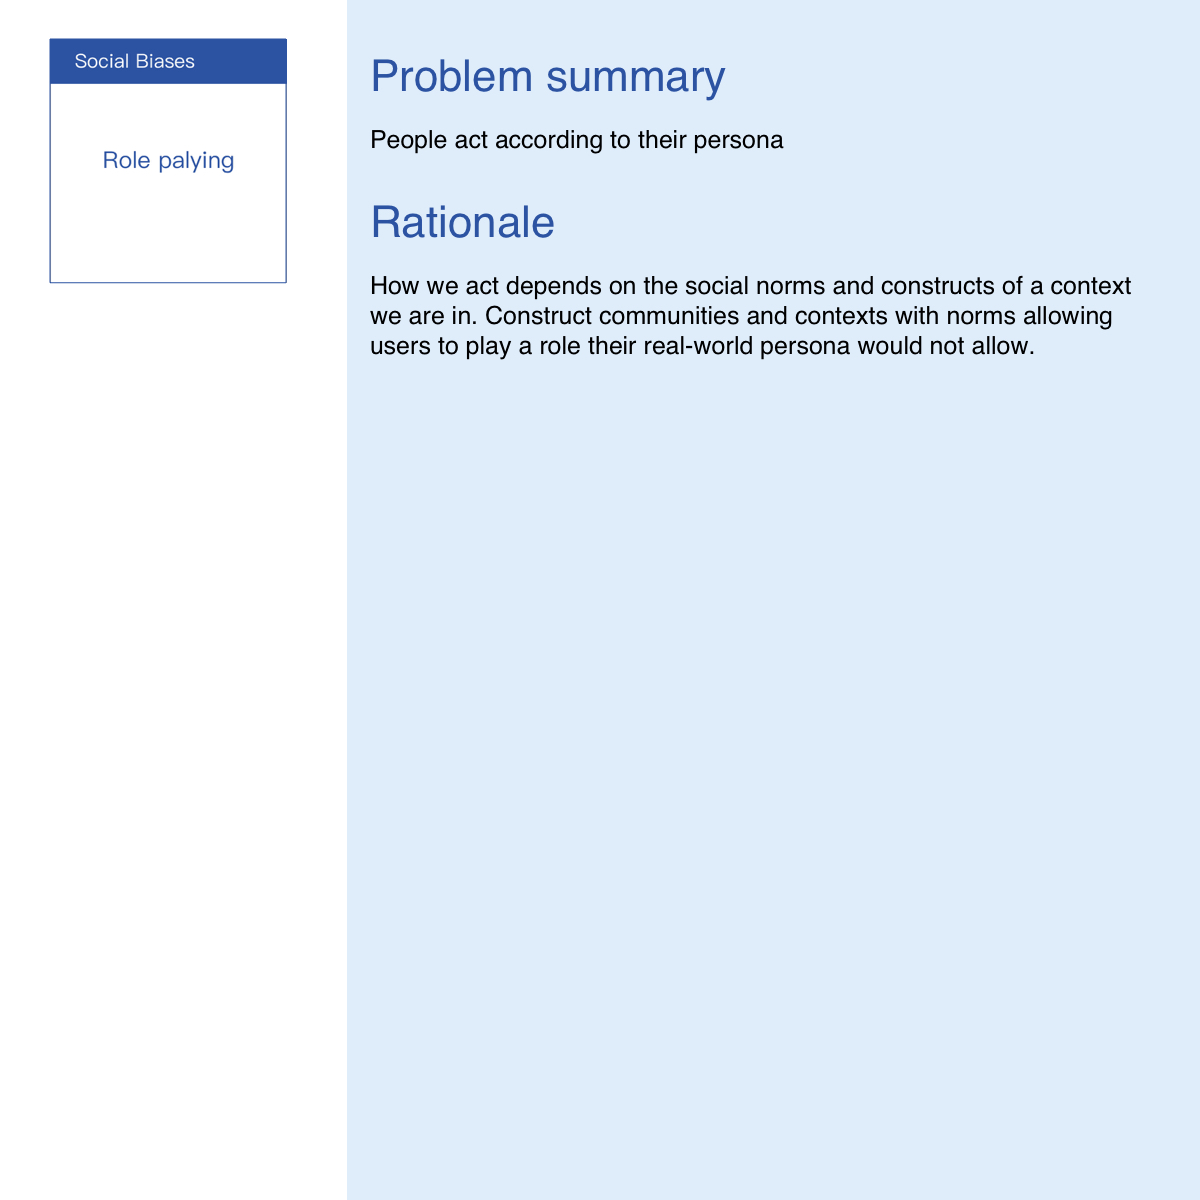 Social Biases
Role palying
Problem summary
People act according to their persona
Rationale
How we act depends on the social norms and constructs of a context
we are in. Construct communities and contexts with norms allowing
users to play a role their real-world persona would not allow.